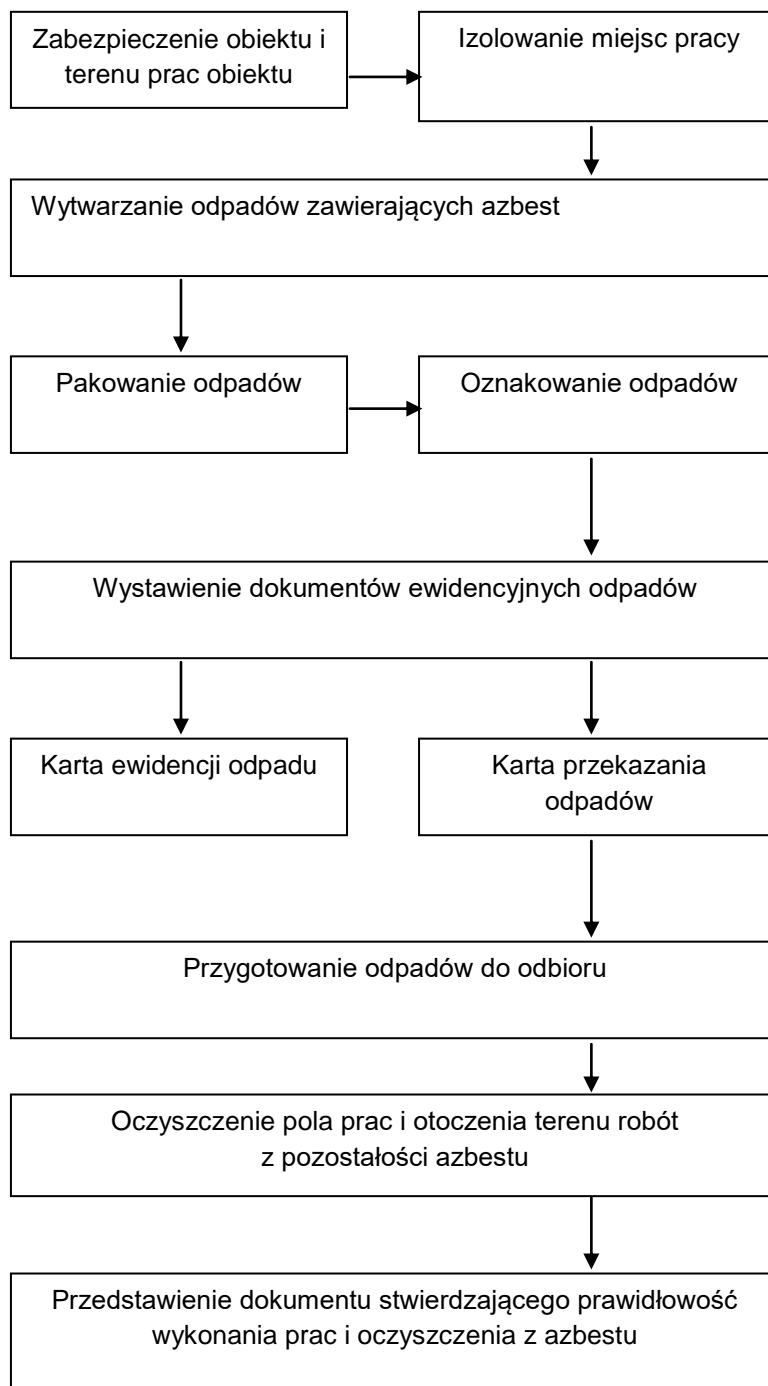 Zabezpieczenie obiektu i
terenu prac obiektu
Izolowanie miejsc pracy
Wytwarzanie odpadów zawierających azbest
Pakowanie odpadów
Oznakowanie odpadów
Wystawienie dokumentów ewidencyjnych odpadów
Karta ewidencji odpadu
Karta przekazania
odpadów
Przygotowanie odpadów do odbioru
Oczyszczenie pola prac i otoczenia terenu robót
z pozostałości azbestu
Przedstawienie dokumentu stwierdzającego prawidłowość
wykonania prac i oczyszczenia z azbestu